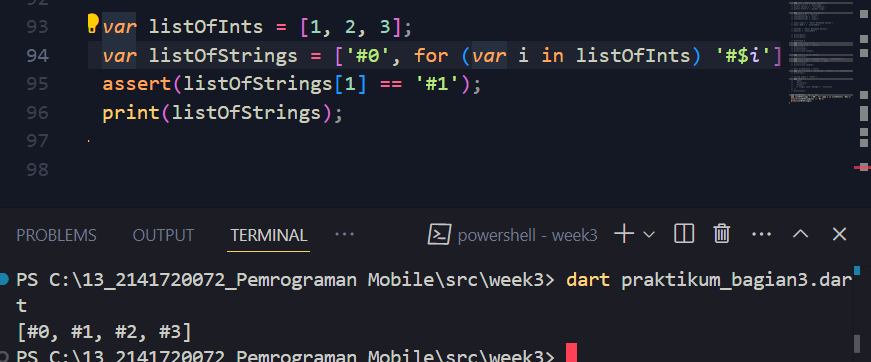 92
93 var listOfInts = [1, 2, 3];
94 var listOfStrings = ['#0', for (var i in listOfInts) '#$i']
95 assert(listOfStrings[1] == '#1');
96 print(listOfStrings);
97
98
PROBLEMS OUTPUT TERMINAL ··· powershell - week3
PS C:\13_2141720072_Pemrograman Mobile\src\week3> dart praktikum_bagian3.dar
t
[#0, #1, #2, #3]
PS C:\13_2141720072_Pemrograman Mobile\src\week3>